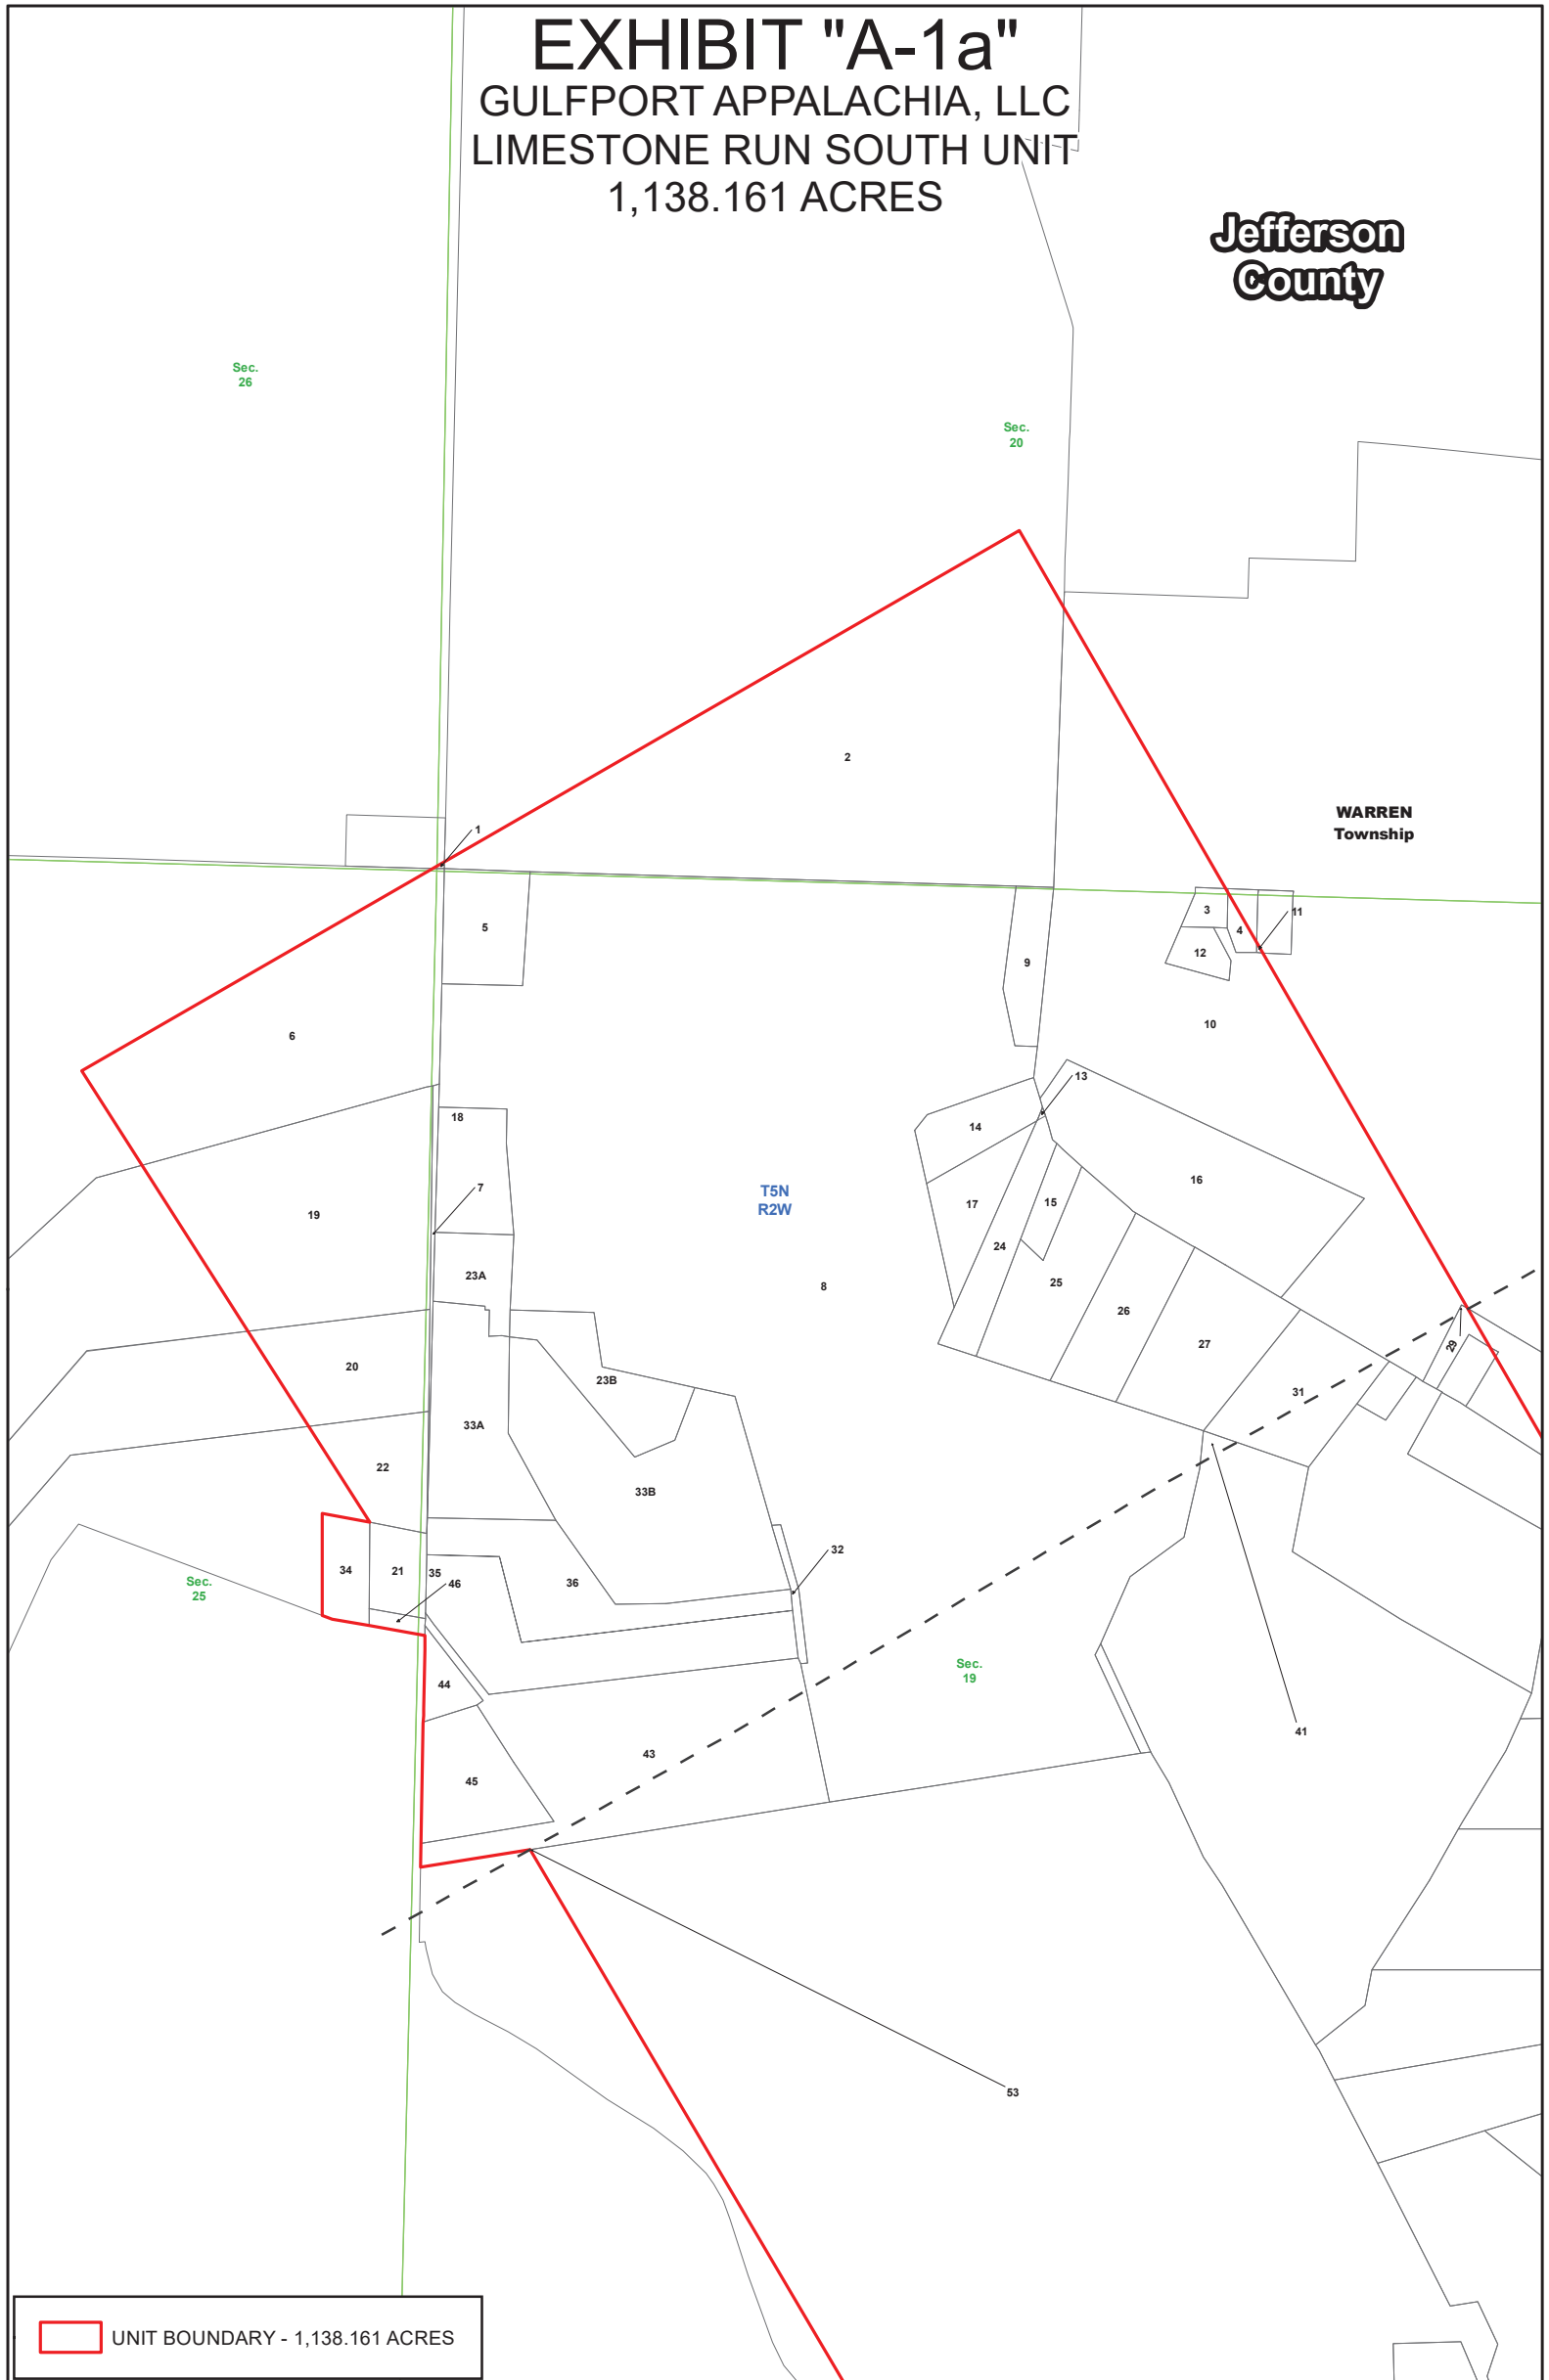 EXHIBIT "A-1a"
GULFPORT APPALACHIA, LLC
LIMESTONE RUN SOUTH UNIT
1,138.161 ACRES
Jefferson
County
Sec.
26
Sec.
20
2
WARREN
Township
1
5
3
4
11
9
12
10
6
13
18
14
16
7
T5N
R2W
17
15
19
24
23A
8
25
26
27
29
20
23B
31
33A
22
33B
32
34
21
35
46
36
Sec.
25
Sec.
19
44
41
43
45
53
UNIT BOUNDARY - 1,138.161 ACRES